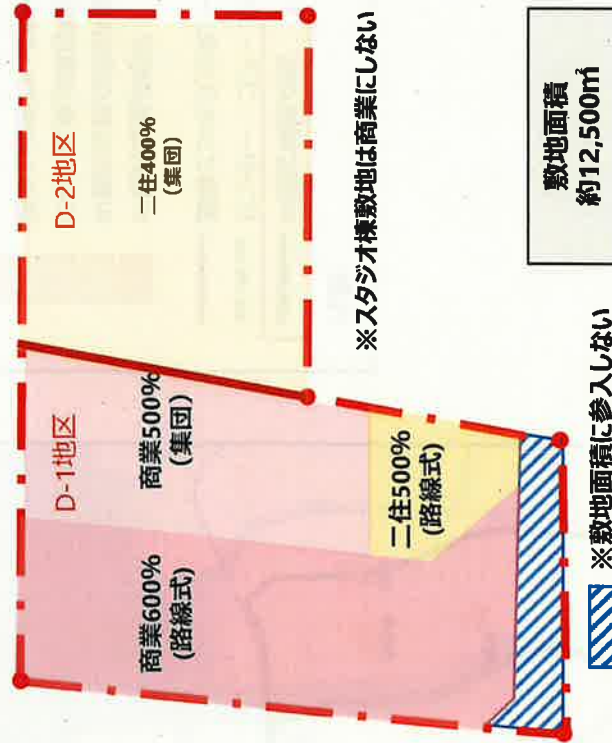 D-1地区
D-2地区
商業600%
(路線式)
商業500%
(集団)
二住400%
(集団)
二住500%
(路線式)
※スタジオ棟敷地は商業にしない
敷地面積
約12,500㎡
※敷地面積に参入しない